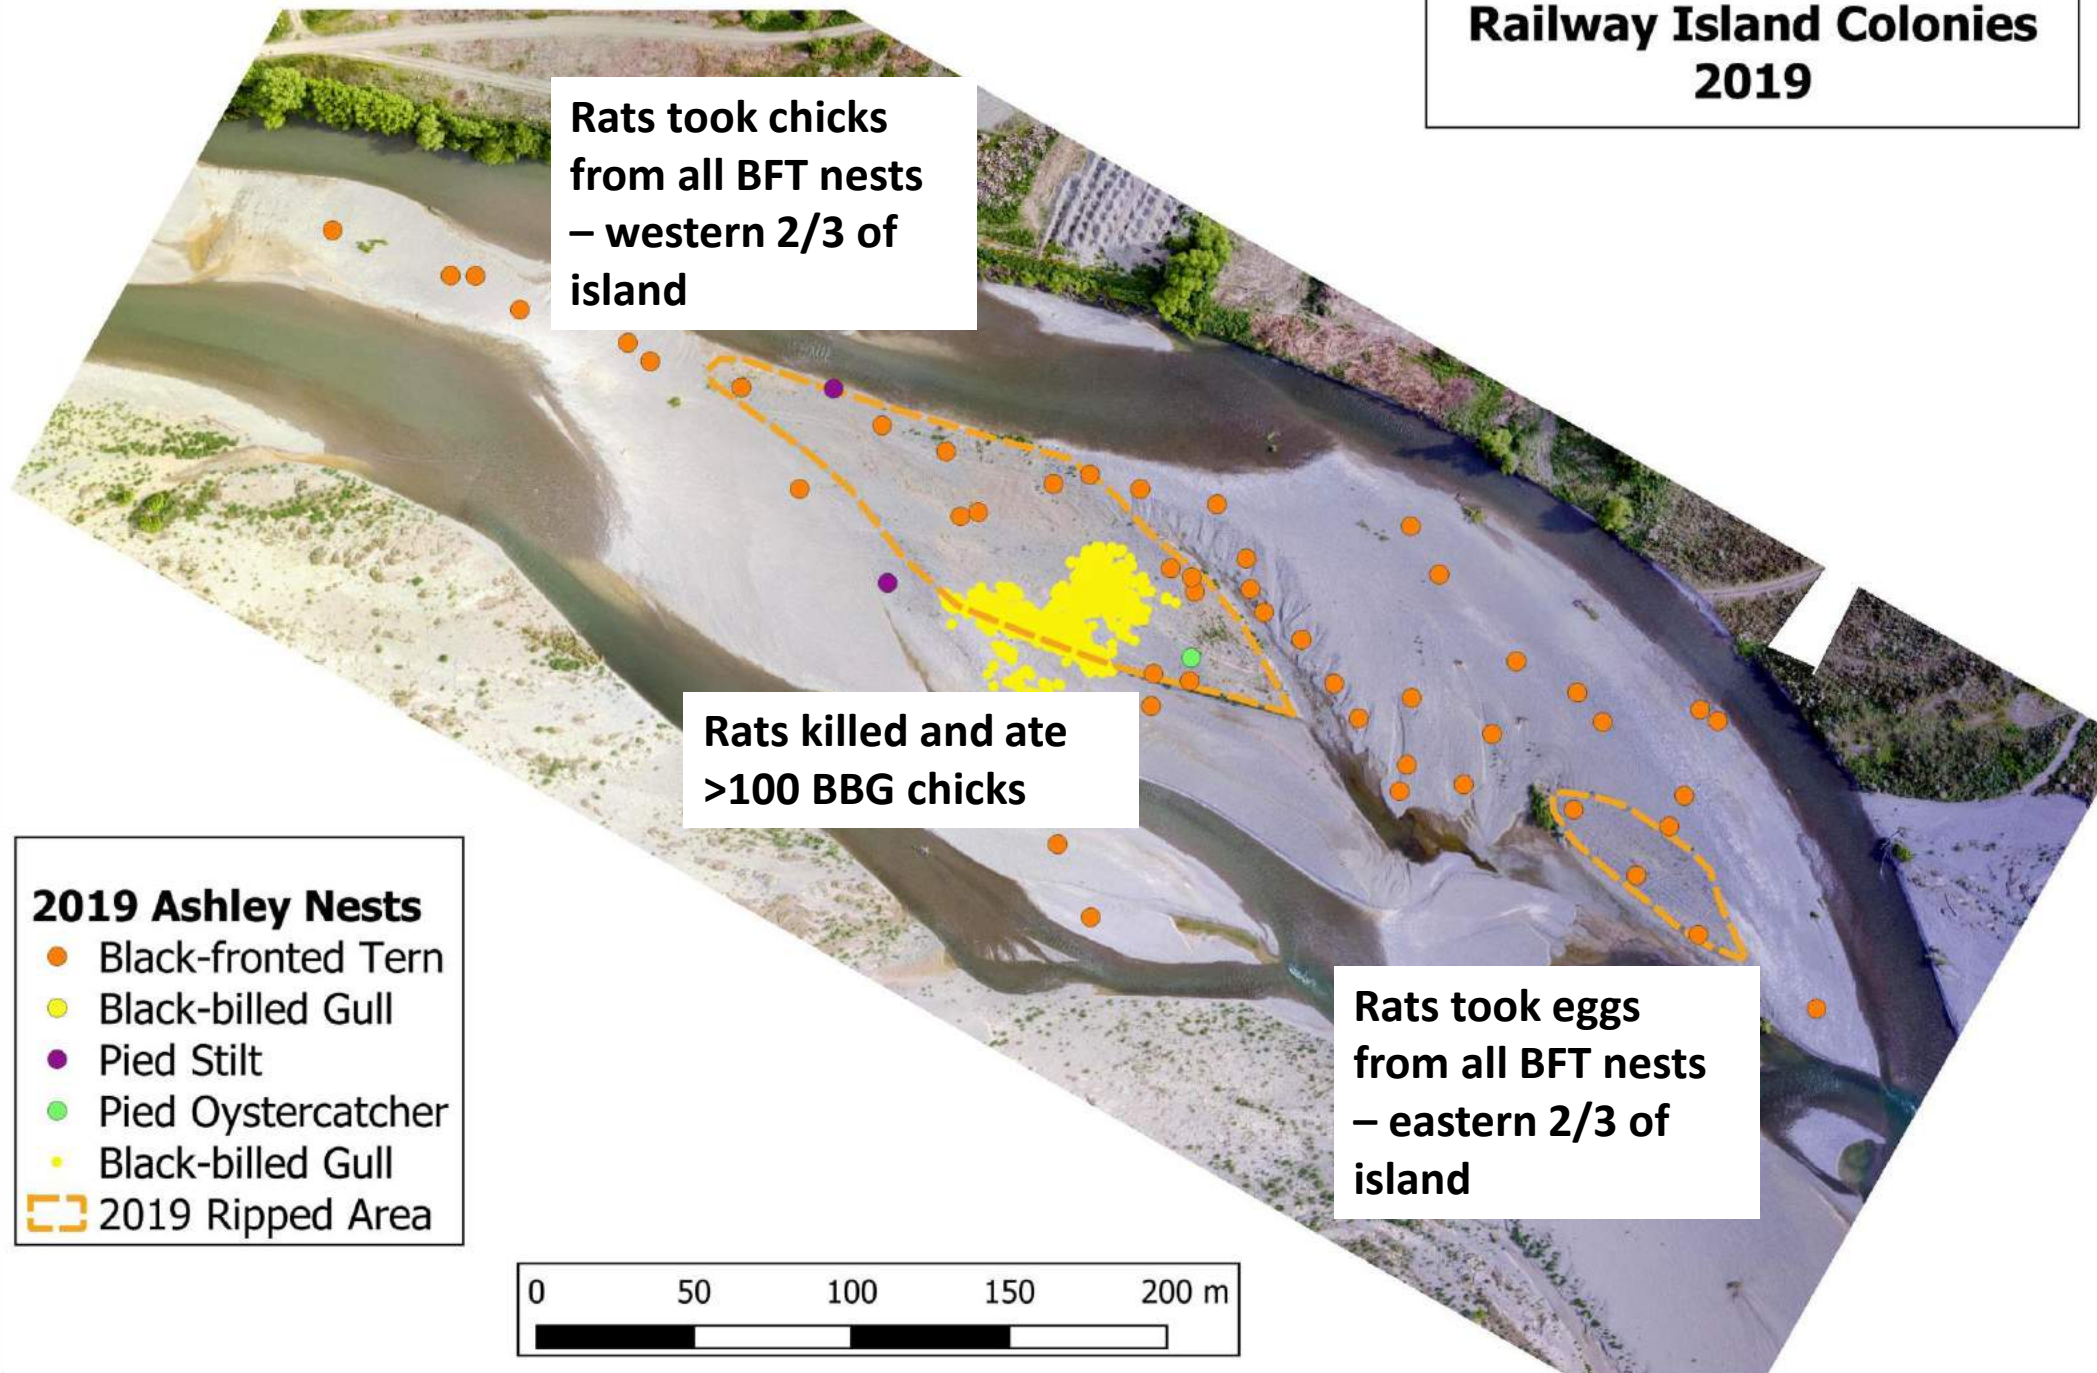 Railway Island Colonies
2019
Rats took chicks
from all BFT nests
– western 2/3 of
island
Rats killed and ate
>100 BBG chicks
2019 Ashley Nests
Black-fronted Tern
Black-billed Gull
Pied Stilt
Pied Oystercatcher
Black-billed Gull
2019 Ripped Area
Rats took eggs
from all BFT nests
– eastern 2/3 of
island
0 50 100 150 200 m